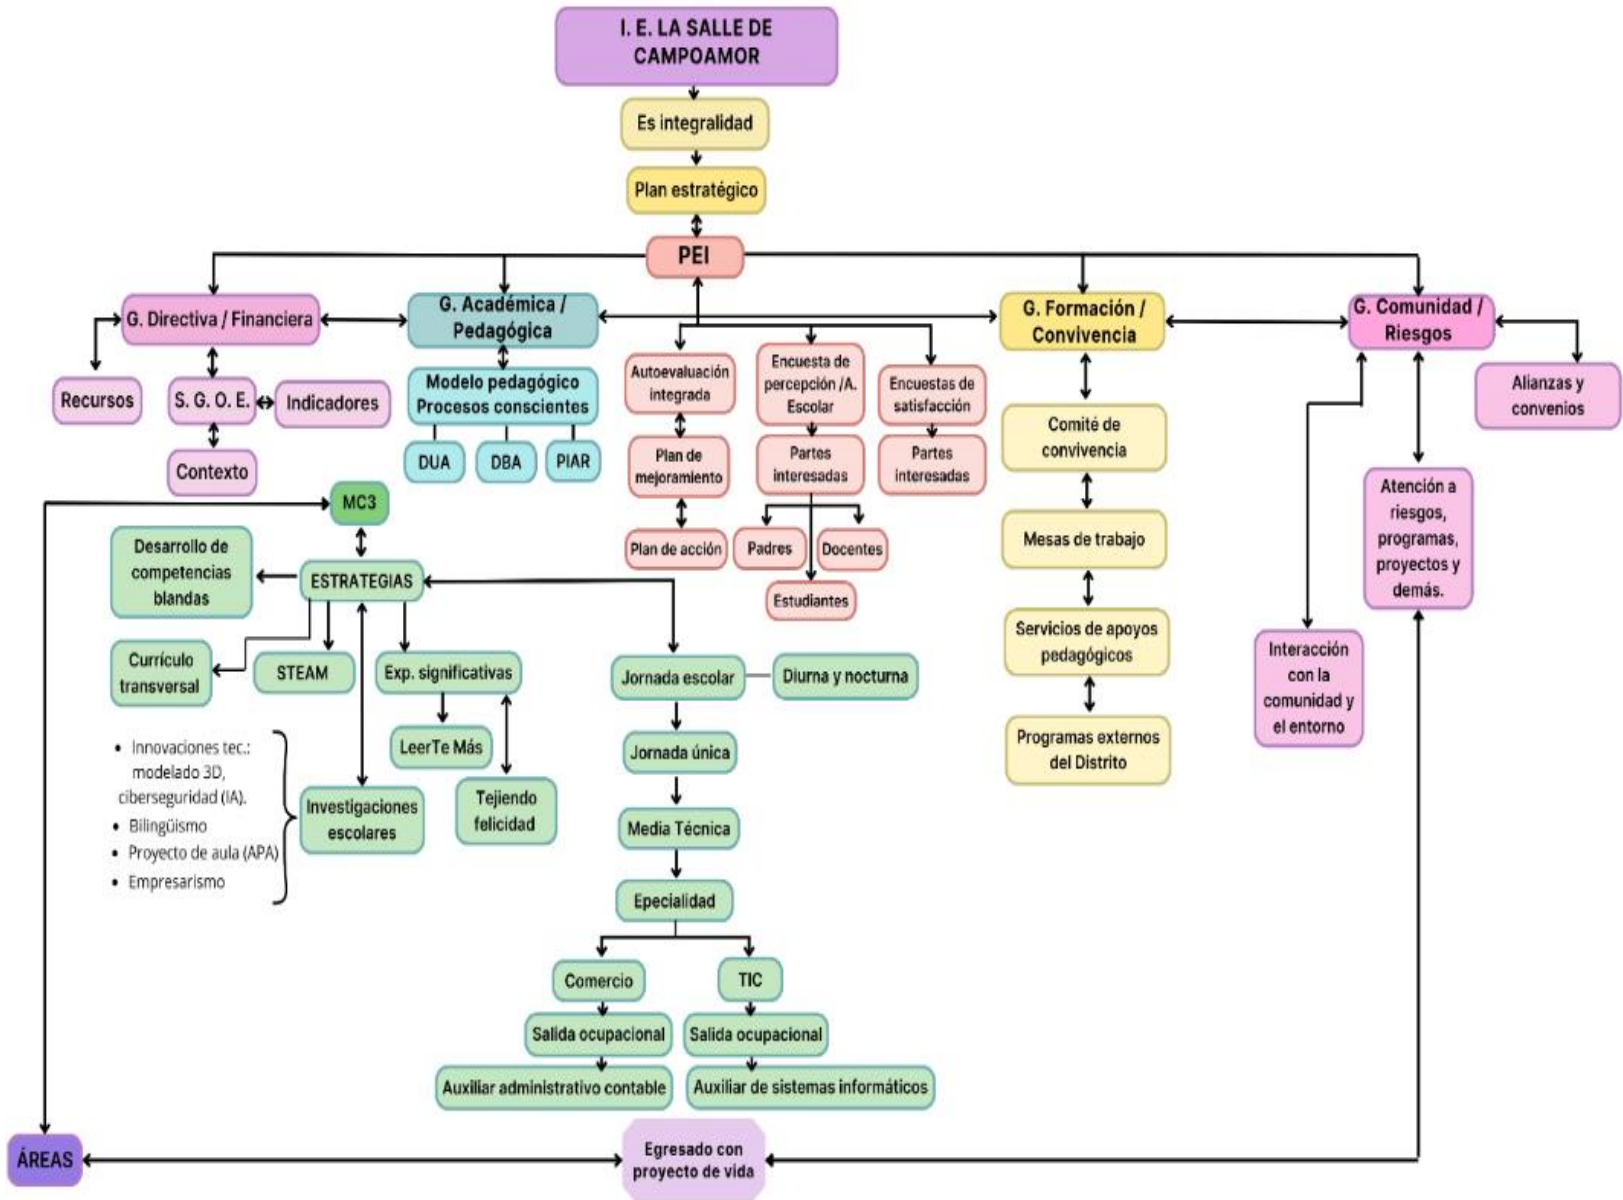 I. E. LA SALLE DE
CAMPOAMOR
Es integralidad
Plan estratégico
PEI
G. Directiva / Financiera
G. Académica /
Pedagógica
G. Formación /
Convivencia
G. Comunidad /
Riesgos
Recursos
S. G. O. E.
Indicadores
Contexto
Modelo pedagógico
Procesos conscientes
DUA
DBA
PIAR
Autoevaluación
integrada
Plan de
mejoramiento
Plan de acción
Encuesta de
percepción /A.
Escolar
Partes
interesadas
Padres
Docentes
Estudiantes
Encuestas de
satisfacción
Partes
interesadas
Comité de
convivencia
Mesas de trabajo
Servicios de apoyos
pedagógicos
Programas externos
del Distrito
Alianzas y
convenios
Atención a
riesgos,
programas,
proyectos y
demás.
Interacción
con la
comunidad y
el entorno
MC3
ESTRATEGIAS
Desarrollo de
competencias
blandas
Currículo
transversal
STEAM
Exp. significativas
LeerTe Más
Tejiendo
felicidad
Investigaciones
escolares
• Innovaciones tec.:
modelado 3D,
ciberseguridad (IA).
• Bilingüismo
• Proyecto de aula (APA)
• Empresarismo
Jornada escolar
Diurna y nocturna
Jornada única
Media Técnica
Epecialidad
Comercio
TIC
Salida ocupacional
Salida ocupacional
Auxiliar administrativo contable
Auxiliar de sistemas informáticos
ÁREAS
Egresado con
proyecto de vida